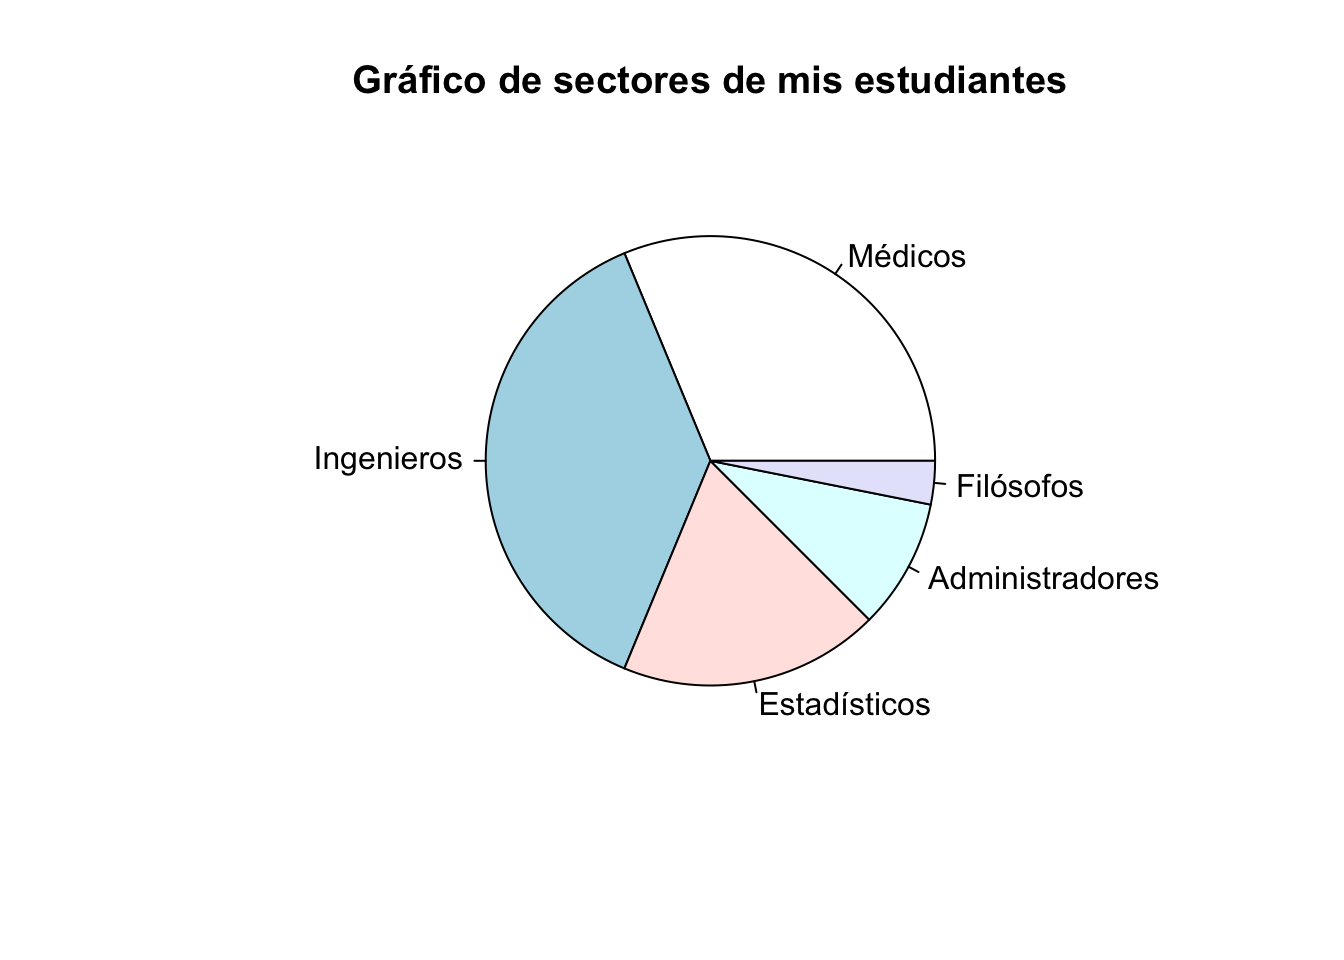 Gráfico de sectores de mis estudiantes
Médicos
Ingenieros
Filósofos
Administradores
Estadísticos